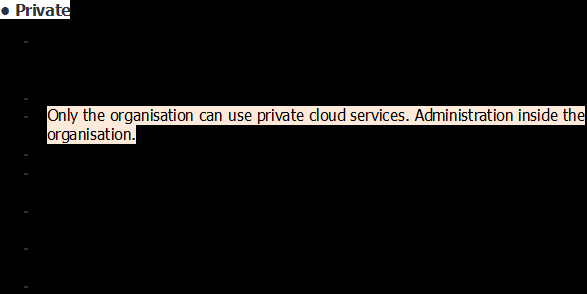 ● Private
-
-
- Only the organisation can use private cloud services. Administration inside the
organisation.
-
-
-
-
-